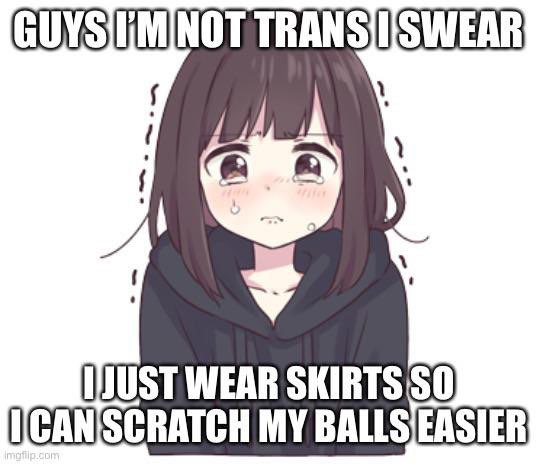 GUYS I'M NOT TRANS I SWEAR
I JUST WEAR SKIRTS SO
I CAN SCRATCH MY BALLS EASIER
imgflip.com